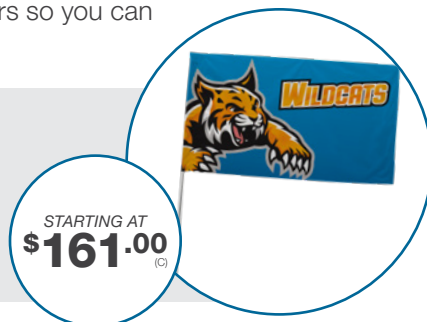 rs so you can
WILDCATS
STARTING AT
$161.00
(C)